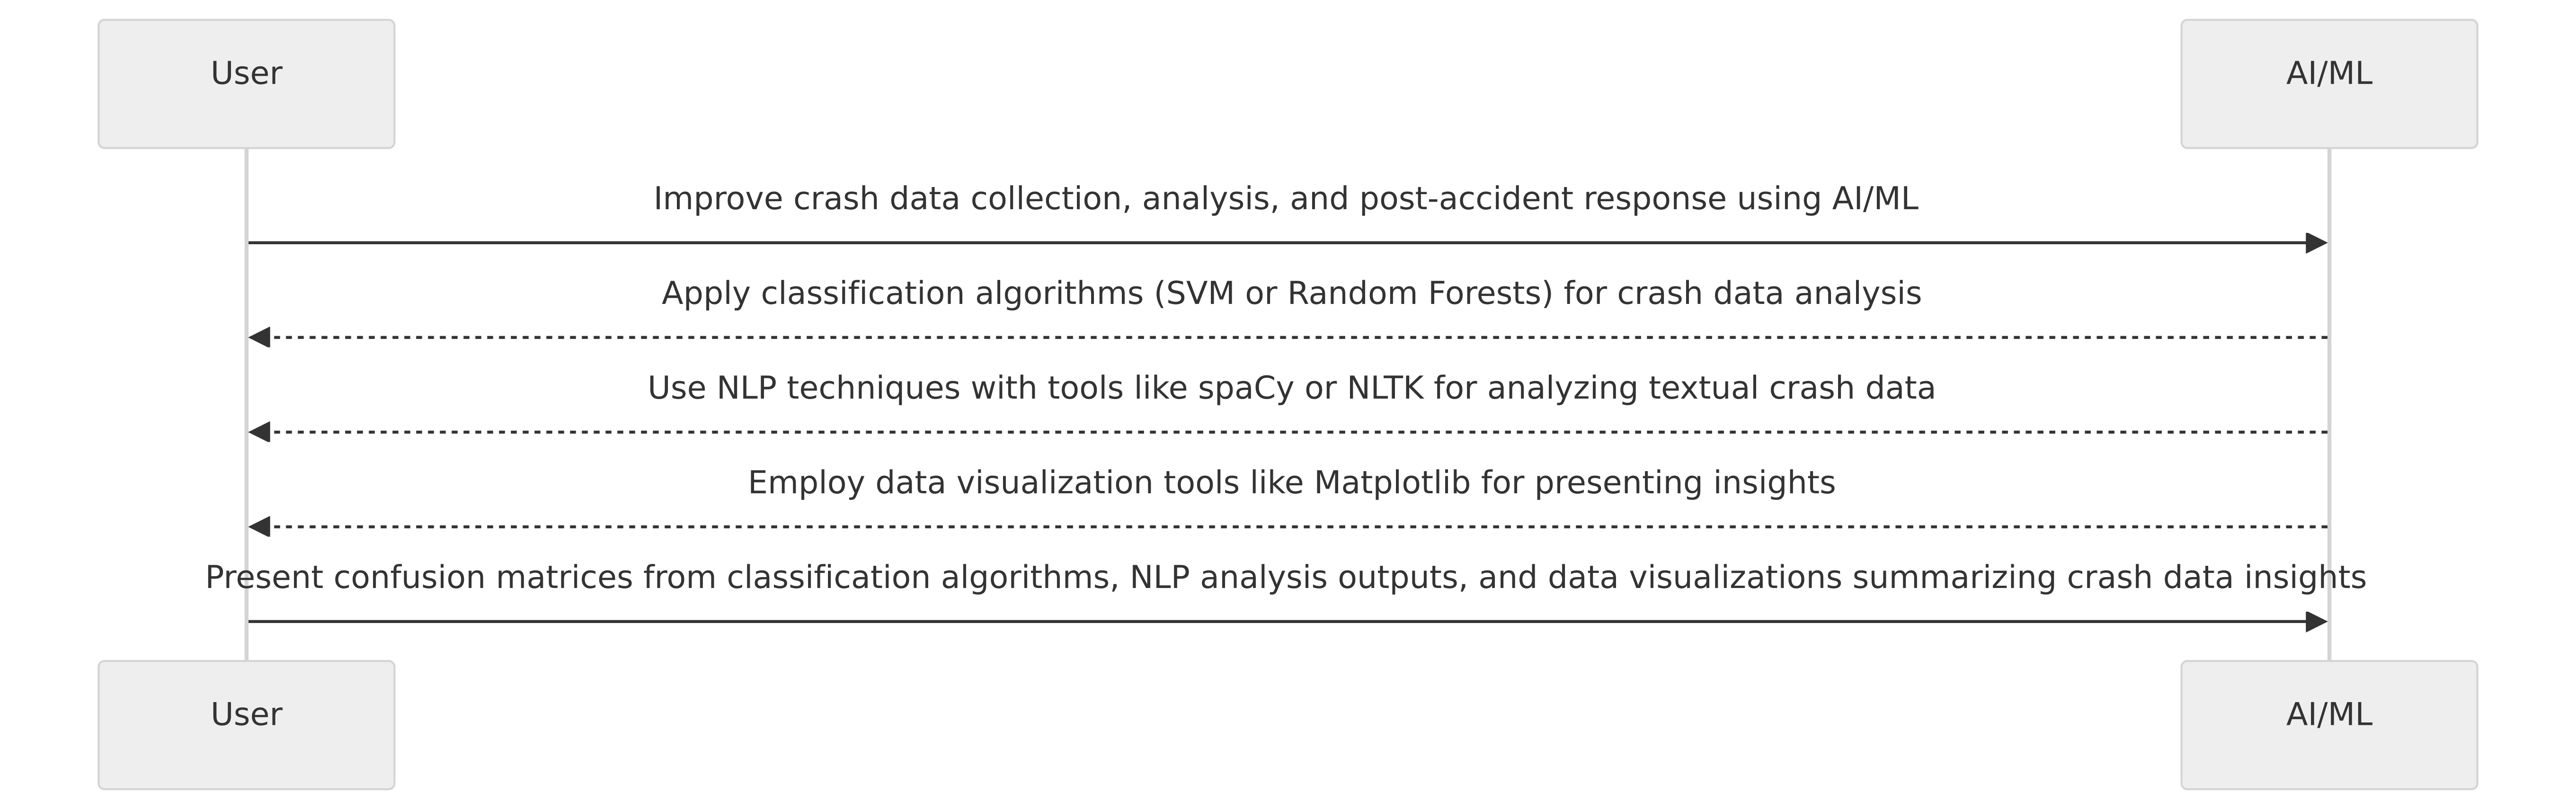 User
AI/ML
Improve crash data collection, analysis, and post-accident response using AI/ML
Apply classification algorithms (SVM or Random Forests) for crash data analysis
Use NLP techniques with tools like spaCy or NLTK for analyzing textual crash data
Employ data visualization tools like Matplotlib for presenting insights
Present confusion matrices from classification algorithms, NLP analysis outputs, and data visualizations summarizing crash data insights
User
AI/ML